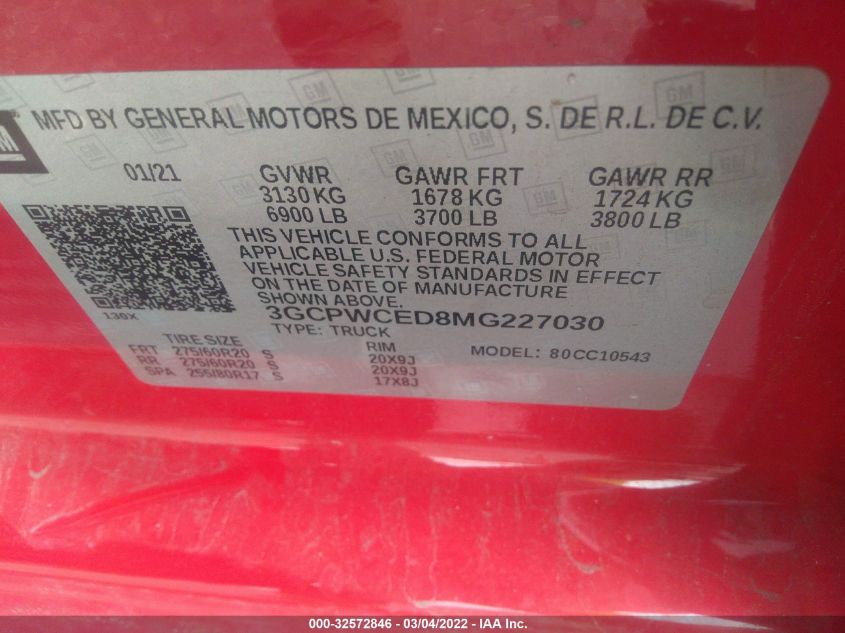 GM
MFD BY GENERAL MOTORS DE MEXICO, S. DE R.L. DE C.V.
01/21 GVWR GAWR FRT GAWR RR
3130 KG 1678 KG 1724 KG
6900 LB 3700 LB 3800 LB
THIS VEHICLE CONFORMS TO ALL
APPLICABLE U.S. FEDERAL MOTOR
VEHICLE SAFETY STANDARDS IN EFFECT
ON THE DATE OF MANUFACTURE
SHOWN ABOVE.
130X
3GCPWCED8MG227030
TYPE: TRUCK
TIRE SIZE RIM MODEL: 80CC10543
FRT 275/60R20 S 20X9J
RR 275/60R20 S 20X9J
SPA 255/80R17 S 17X8J
000-32572846 - 03/04/2022 - IAA Inc.